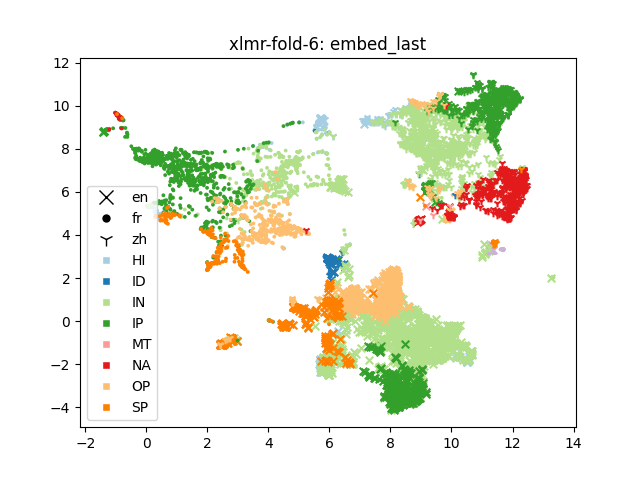 xlmr-fold-6: embed_last
12
10
8
6
4
2
0
−2
−4
−2
0
2
4
6
8
10
12
14
en
fr
zh
HI
ID
IN
IP
MT
NA
OP
SP